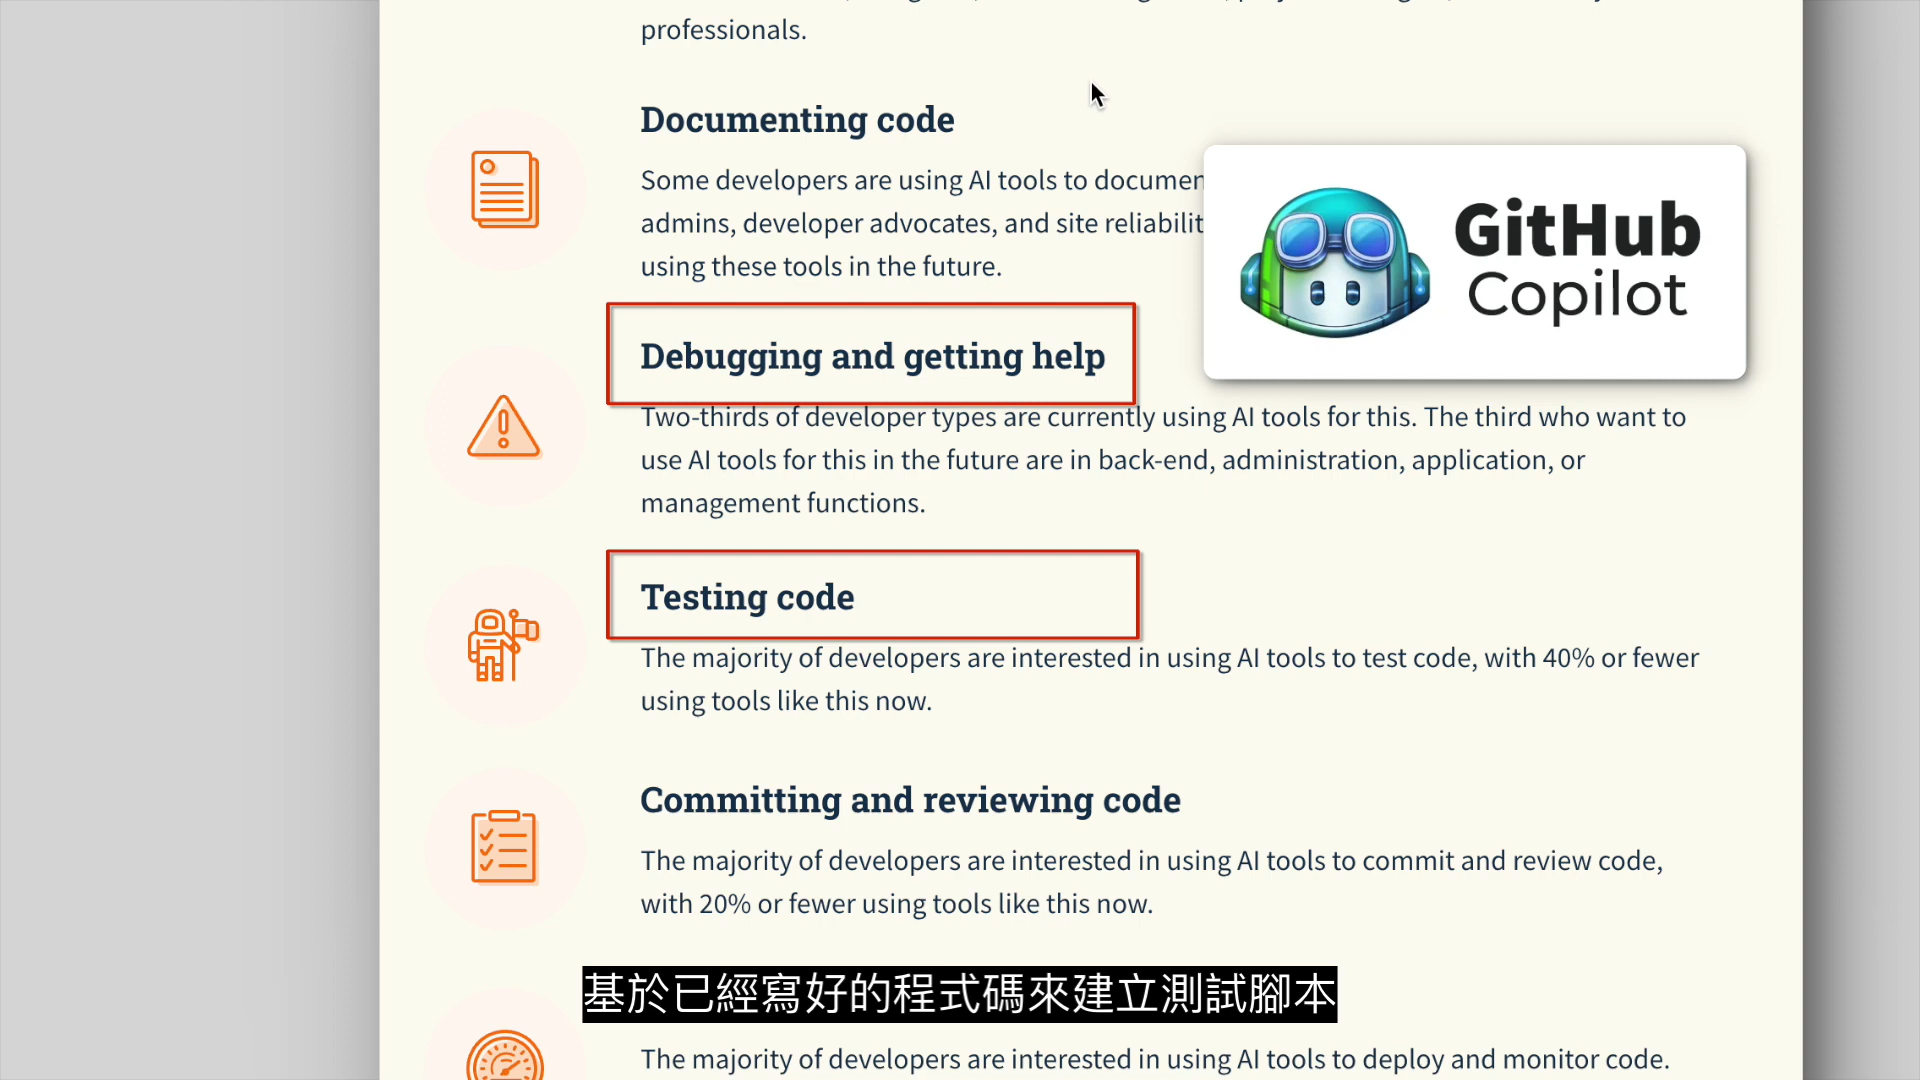 professionals.
Documenting code
Some developers are using AI tools to documen
admins, developer advocates, and site reliabilit
using these tools in the future.
GitHub
Copilot
Debugging and getting help
Two-thirds of developer types are currently using AI tools for this. The third who want to
use AI tools for this in the future are in back-end, administration, application, or
management functions.
Testing code
The majority of developers are interested in using AI tools to test code, with 40% or fewer
using tools like this now.
Committing and reviewing code
The majority of developers are interested in using AI tools to commit and review code,
with 20% or fewer using tools like this now.
基於已經寫好的程式碼來建立測試腳本
The majority of developers are interested in using AI tools to deploy and monitor code.